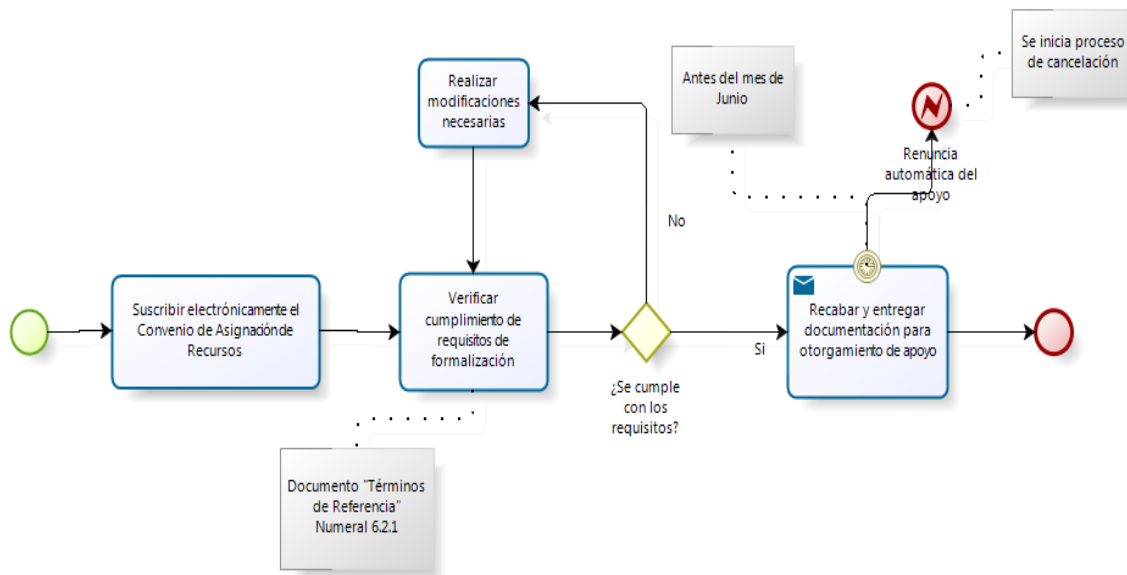 Realizar
modificaciones
necesarias
Antes del mes de
Junio
Se inicia proceso
de cancelación
Renuncia
automática del
apoyo
No
Suscribir electrónicamente el
Convenio de Asignaciónde
Recursos
Verificar
cumplimiento de
requisitos de
formalización
¿Se cumple
con los
requisitos?
Si
Recabar y entregar
documentación para
otorgamiento de apoyo
Documento "Términos
de Referencia"
Numeral 6.2.1